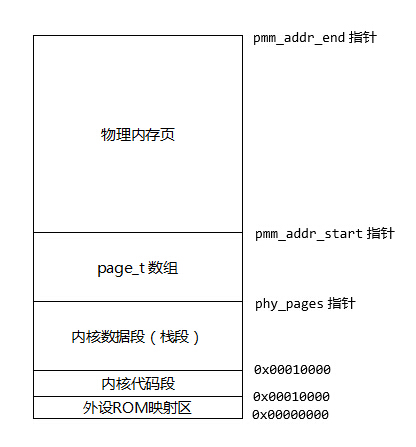 pmm_addr_end 指针
物理内存页
pmm_addr_start 指针
page_t 数组
phy_pages 指针
内核数据段（栈段）
0x00010000
内核代码段
0x00010000
外设ROM映射区
0x00000000